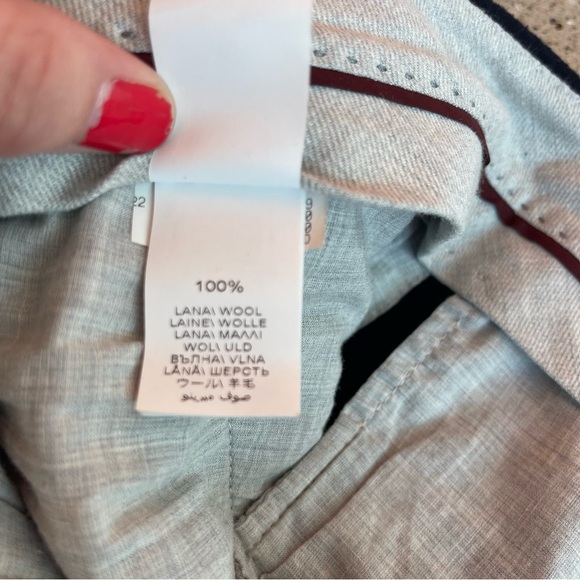 22
100%
LANA\ WOOL
LAINE\ WOLLE
LANA\ ΜΑΛΛΙ
WOL\ ULD
ВЪЛНА\ VLNA
LÂNĂ\ ШЕРСТЬ
ウール\ 羊毛
صوف